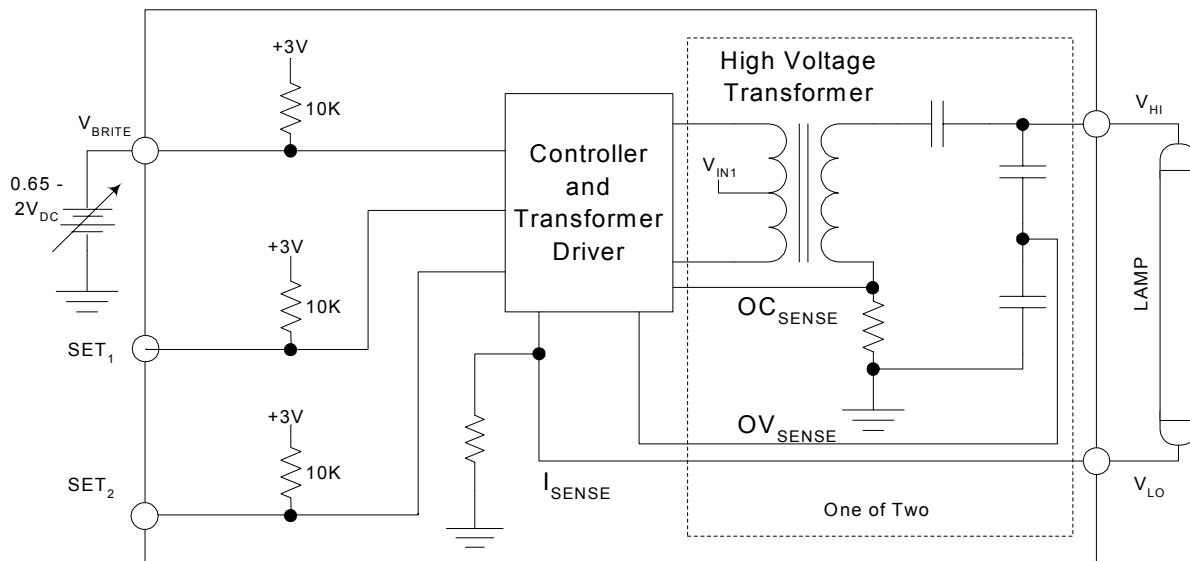 +3V
10K
V_BRITE
0.65 -
2V_DC
+3V
10K
SET_1
+3V
10K
SET_2
Controller
and
Transformer
Driver
High Voltage
Transformer
V_IN1
OC_SENSE
OV_SENSE
I_SENSE
One of Two
V_HI
LAMP
V_LO